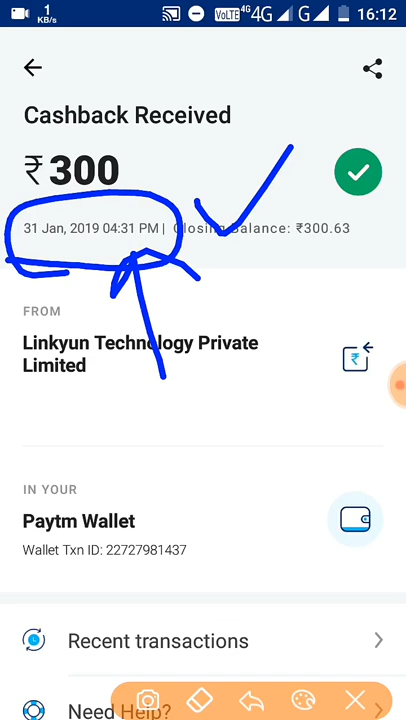 1
KB/s
VoLTE 4G 4G G 16:12
Cashback Received
₹300
31 Jan, 2019 04:31 PM | Closing Balance: ₹300.63
FROM
Linkyun Technology Private
Limited
₹
IN YOUR
Paytm Wallet
Wallet Txn ID: 22727981437
Recent transactions
Need Help?